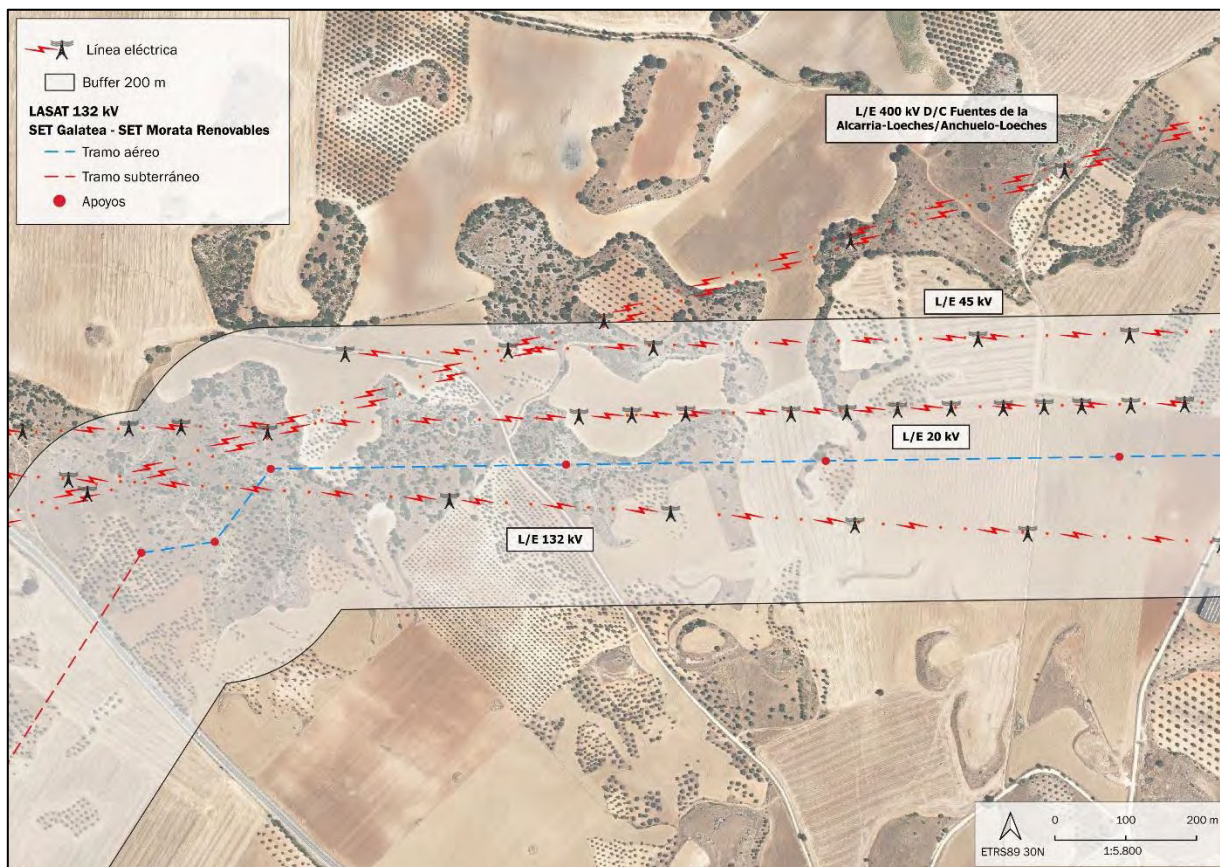 Línea eléctrica
Buffer 200 m
LASAT 132 kV
SET Galatea - SET Morata Renovables
Tramo aéreo
Tramo subterráneo
Apoyos
L/E 400 kV D/C Fuentes de la
Alcarria-Loeches/Anchuelo-Loeches
L/E 45 kV
L/E 20 kV
L/E 132 kV
0 100 200 m
ETRS89 30N 1:5.800